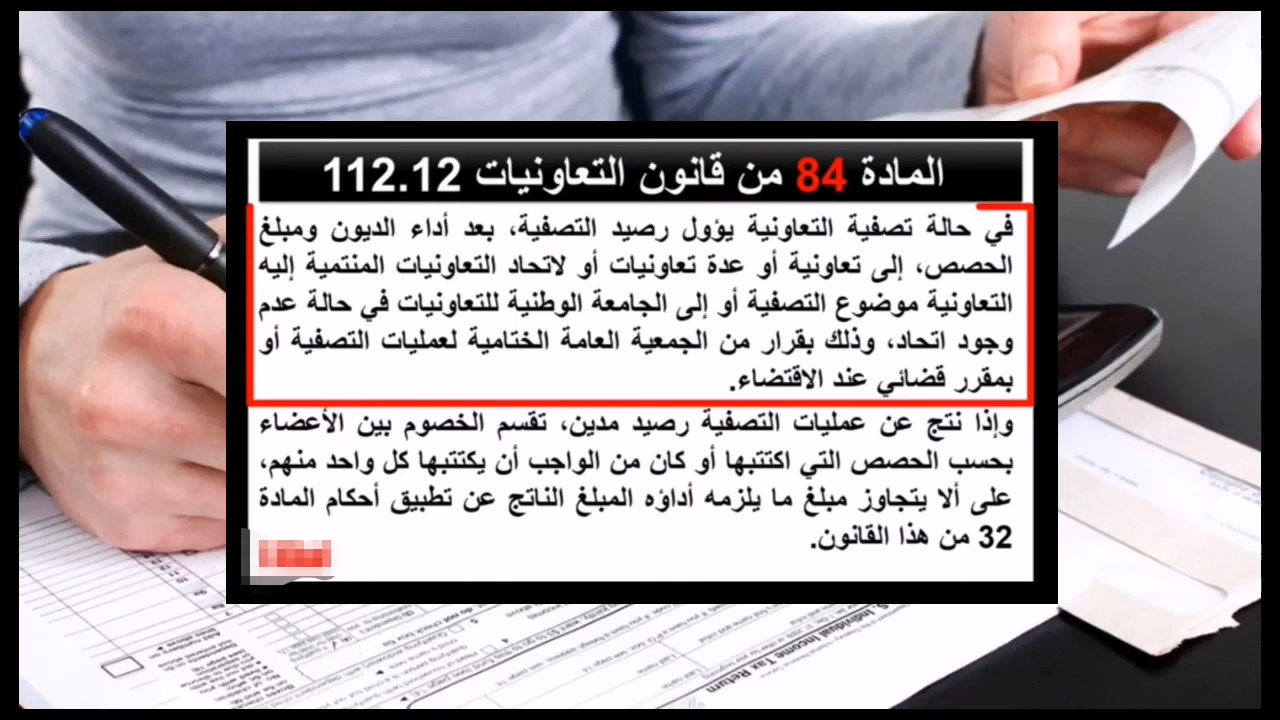 المادة 84 من قانون التعاونيات 112.12
في حالة تصفية التعاونية يؤول رصيد التصفية، بعد أداء الديون ومبلغ
الحصص، إلى تعاونية أو عدة تعاونيات أو لاتحاد التعاونيات المنتمية إليه
التعاونية موضوع التصفية أو إلى الجامعة الوطنية للتعاونيات في حالة عدم
وجود اتحاد، وذلك بقرار من الجمعية العامة الختامية لعمليات التصفية أو
بمقرر قضائي عند الاقتضاء.
وإذا نتج عن عمليات التصفية رصيد مدين، تقسم الخصوم بين الأعضاء
بحسب الحصص التي اكتتبها أو كان من الواجب أن يكتتبها كل واحد منهم،
على ألا يتجاوز مبلغ ما يلزمه أداؤه المبلغ الناتج عن تطبيق أحكام المادة
32 من هذا القانون.
Individual Income Tax
Return